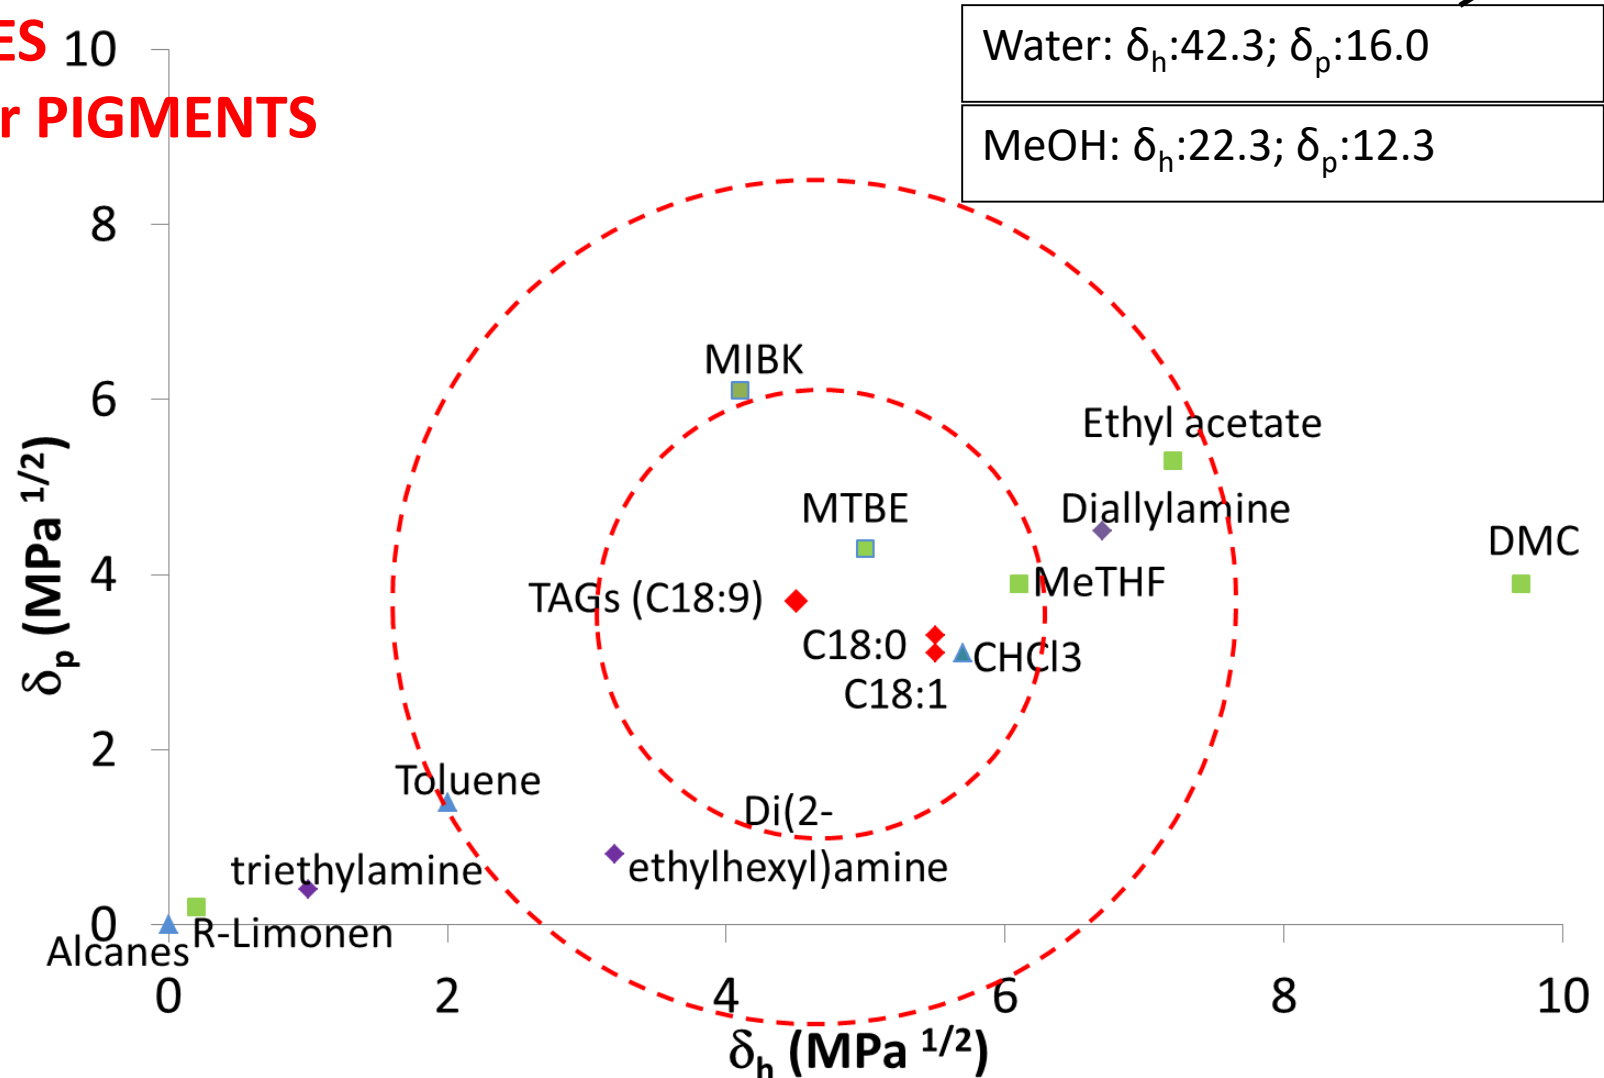 ES
r PIGMENTS
Water: δh:42.3; δp:16.0
MeOH: δh:22.3; δp:12.3
10
8
6
4
2
0
δp (MPa 1/2)
MIBK
Ethyl acetate
MTBE
Diallylamine
DMC
TAGs (C18:9)
MeTHF
C18:0
CHCl3
C18:1
Toluene
Di(2-
ethylhexyl)amine
triethylamine
R-Limonen
Alcanes
0 2 4 6 8 10
δh (MPa 1/2)